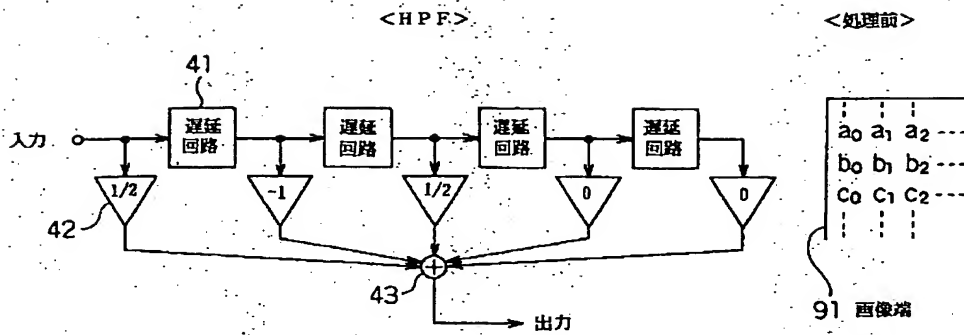 <HPF>
<処理前>
41
入力
遅延
回路
遅延
回路
遅延
回路
遅延
回路
1/2
-1
1/2
0
0
42
43
出力
a0 a1 a2 ----
b0 b1 b2 ----
c0 c1 c2 ----
91 画像端